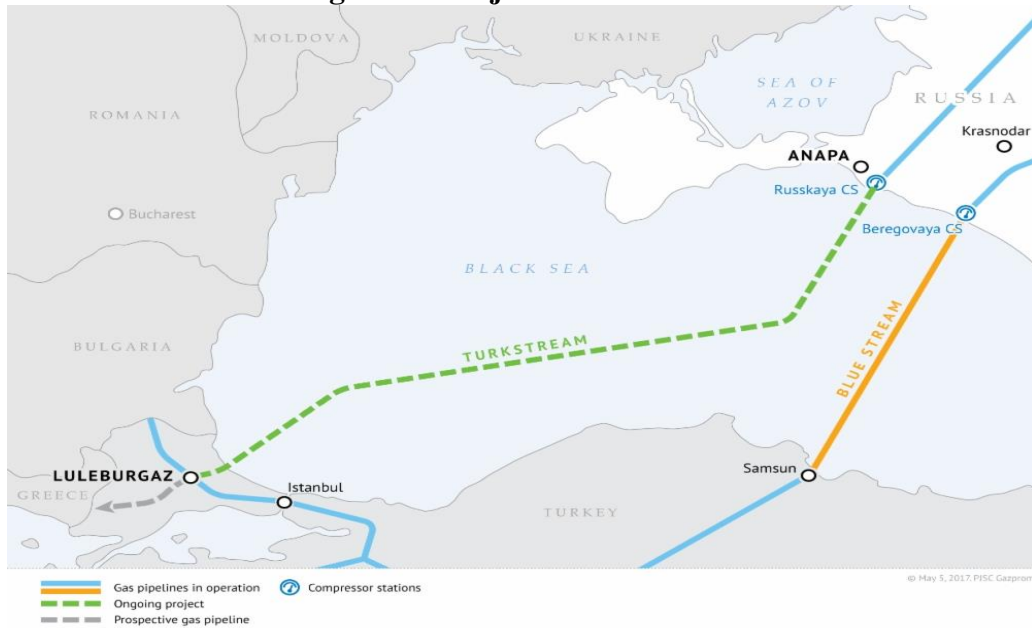 MOLDOVA
UKRAINE
SEA OF
AZOV
RUSSIA
ROMANIA
Krasnodar
ANAPA
Russkaya CS
Bucharest
Beregovaya CS
BLACK SEA
BLUE STREAM
BULGARIA
TURKSTREAM
LULEBURGAZ
Samsun
GREECE
Istanbul
TURKEY
© May 5, 2017. PJSC Gazprom
Gas pipelines in operation
Compressor stations
Ongoing project
Prospective gas pipeline